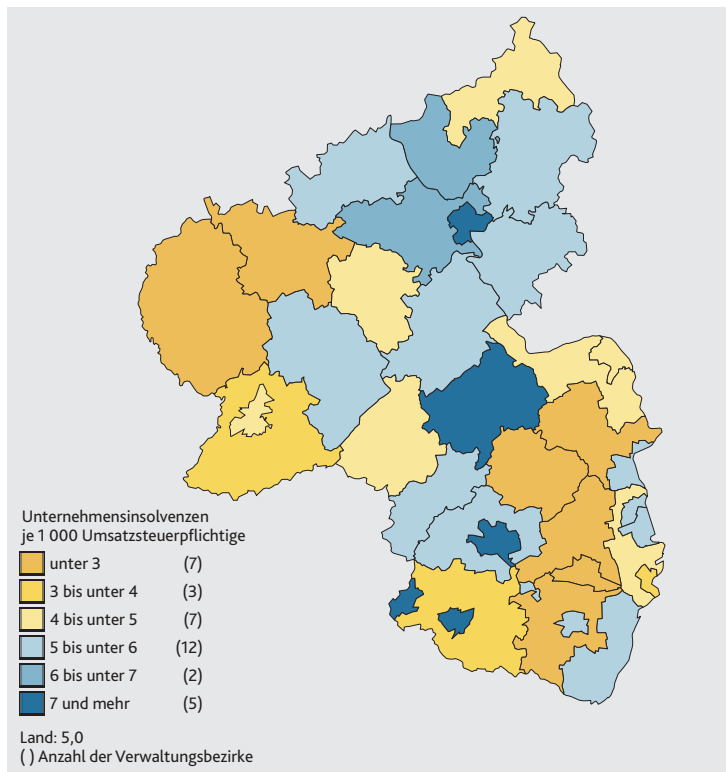 Unternehmensinsolvenzen
je 1 000 Umsatzsteuerpflichtige
unter 3 (7)
3 bis unter 4 (3)
4 bis unter 5 (7)
5 bis unter 6 (12)
6 bis unter 7 (2)
7 und mehr (5)
Land: 5,0
( ) Anzahl der Verwaltungsbezirke